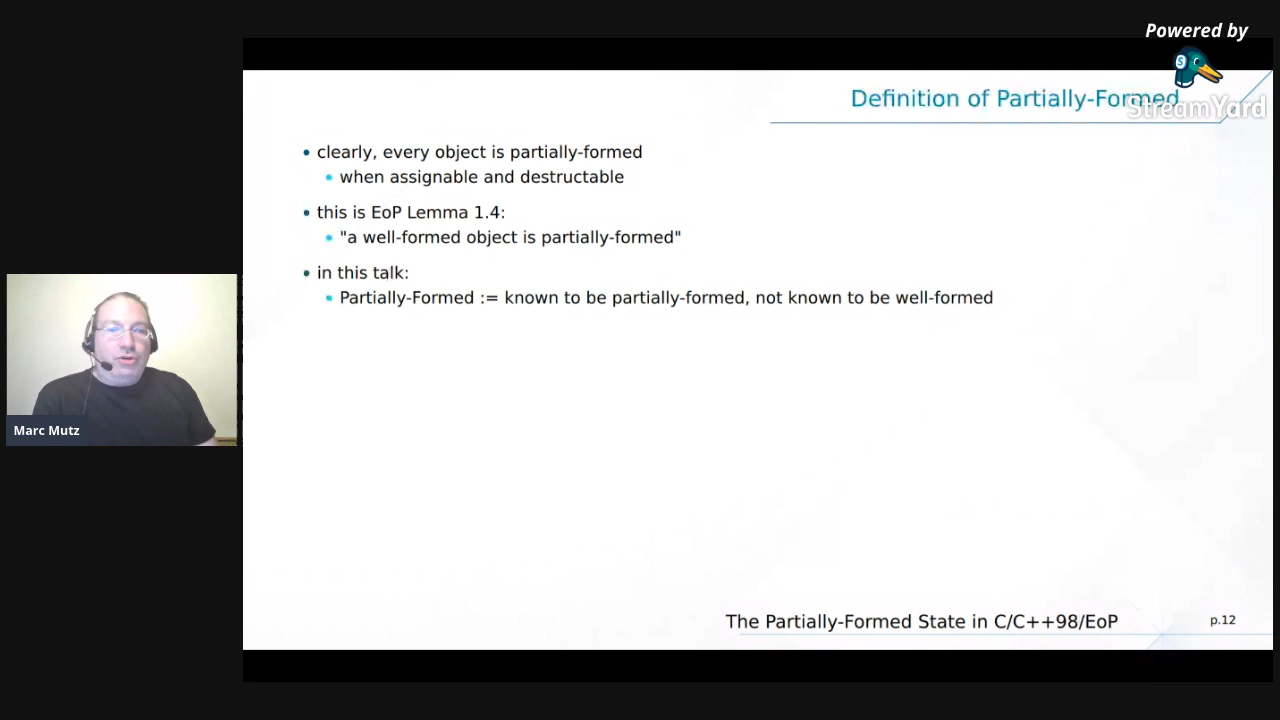 Powered by
StreamYard
Definition of Partially-Formed
clearly, every object is partially-formed
when assignable and destructable
this is EoP Lemma 1.4:
"a well-formed object is partially-formed"
in this talk:
Partially-Formed := known to be partially-formed, not known to be well-formed
Marc Mutz
The Partially-Formed State in C/C++98/EoP
p.12